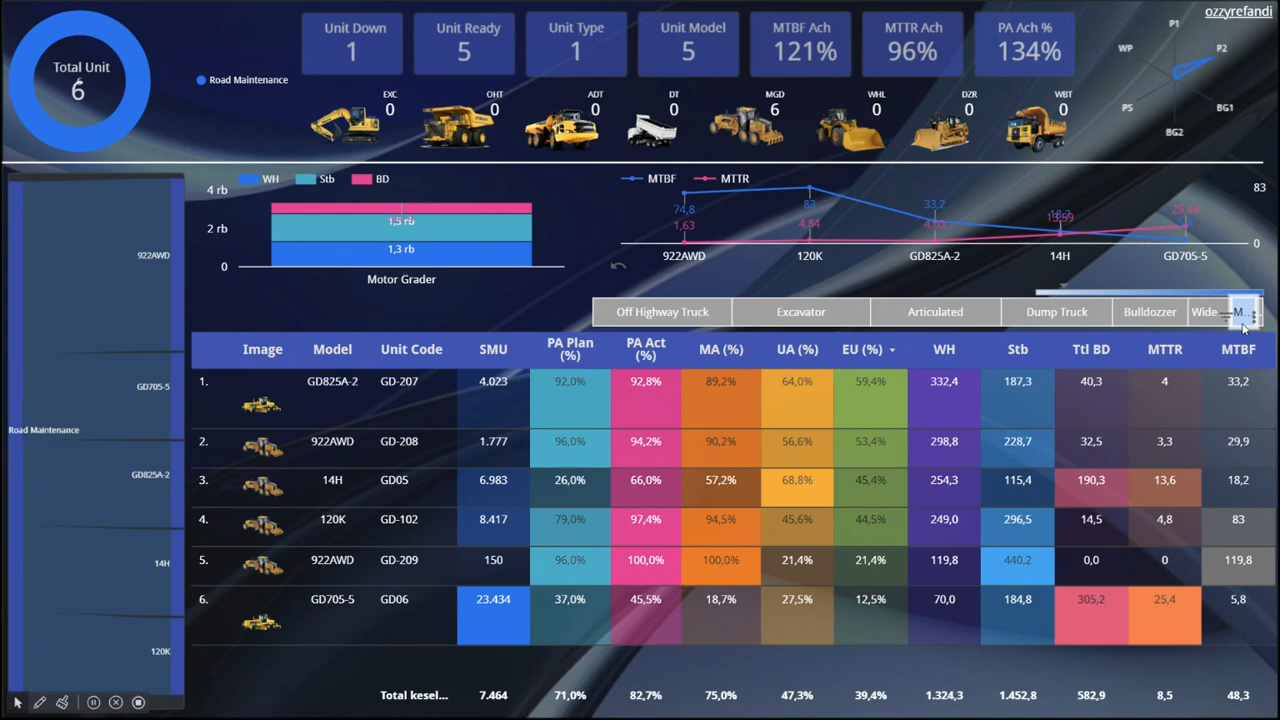 ozzyrefandi
Total Unit
6
Road Maintenance
Unit Down
1
Unit Ready
5
Unit Type
1
Unit Model
5
MTBF Ach
121%
MTTR Ach
96%
PA Ach %
134%
P1
P2
BG1
BG2
PS
WP
EXC
0
OHT
0
ADT
0
DT
0
MGD
6
WHL
0
DZR
0
WBT
0
922AWD
GD705-5
Road Maintenance
GD825A-2
14H
120K
WH Stb BD
4 rb
2 rb
0
1,5 rb
1,3 rb
Motor Grader
MTBF MTTR
83
0
74,8 83 33,2 18,2
1,63 4,84 4,03 13,59 25,44
922AWD 120K GD825A-2 14H GD705-5
Off Highway Truck Excavator Articulated Dump Truck Bulldozzer Wide M...
Image Model Unit Code SMU PA Plan (%) PA Act (%) MA (%) UA (%) EU (%) WH Stb Ttl BD MTTR MTBF
1. GD825A-2 GD-207 4.023 92,0% 92,8% 89,2% 64,0% 59,4% 332,4 187,3 40,3 4 33,2
2. 922AWD GD-208 1.777 96,0% 94,2% 90,2% 56,6% 53,4% 298,8 228,7 32,5 3,3 29,9
3. 14H GD05 6.983 26,0% 66,0% 57,2% 68,8% 45,4% 254,3 115,4 190,3 13,6 18,2
4. 120K GD-102 8.417 79,0% 97,4% 94,5% 45,6% 44,5% 249,0 296,5 14,5 4,8 83
5. 922AWD GD-209 150 96,0% 100,0% 100,0% 21,4% 21,4% 119,8 440,2 0,0 0 119,8
6. GD705-5 GD06 23.434 37,0% 45,5% 18,7% 27,5% 12,5% 70,0 184,8 305,2 25,4 5,8
Total kesel... 7.464 71,0% 82,7% 75,0% 47,3% 39,4% 1.324,3 1.452,8 582,9 8,5 48,3